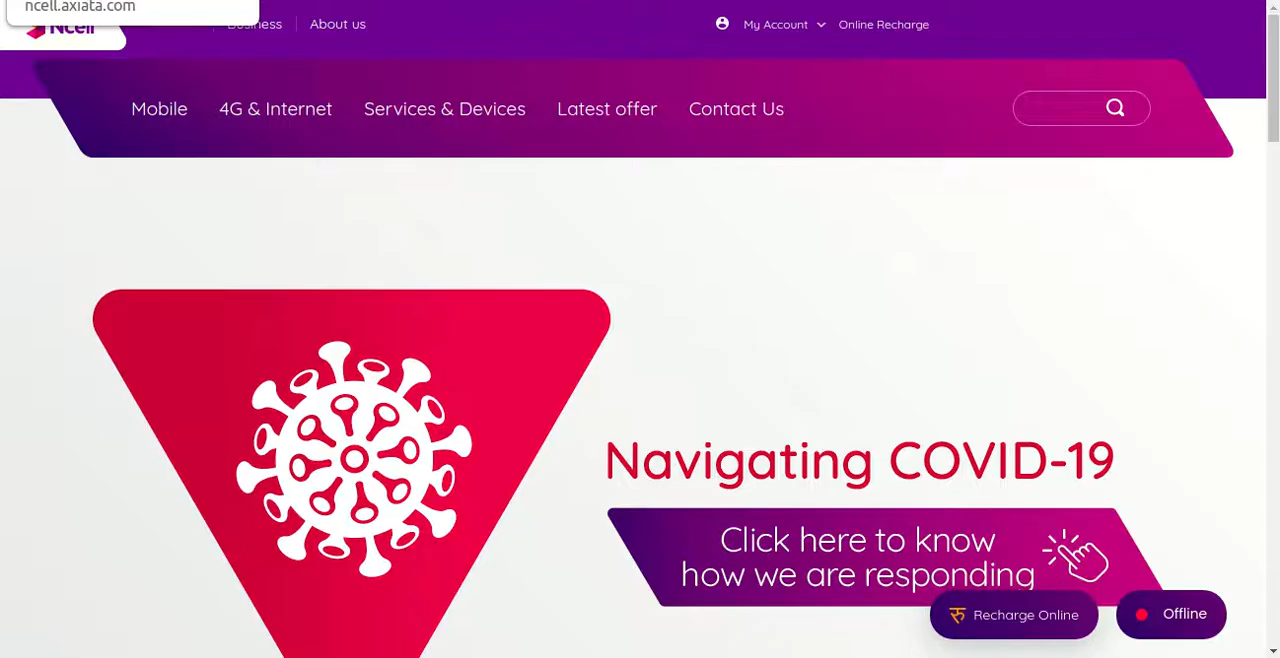 ncell.axiata.com
Ncell
Business
About us
My Account
Online Recharge
Mobile
4G & Internet
Services & Devices
Latest offer
Contact Us
Navigating COVID-19
Click here to know
how we are responding
रु Recharge Online
Offline